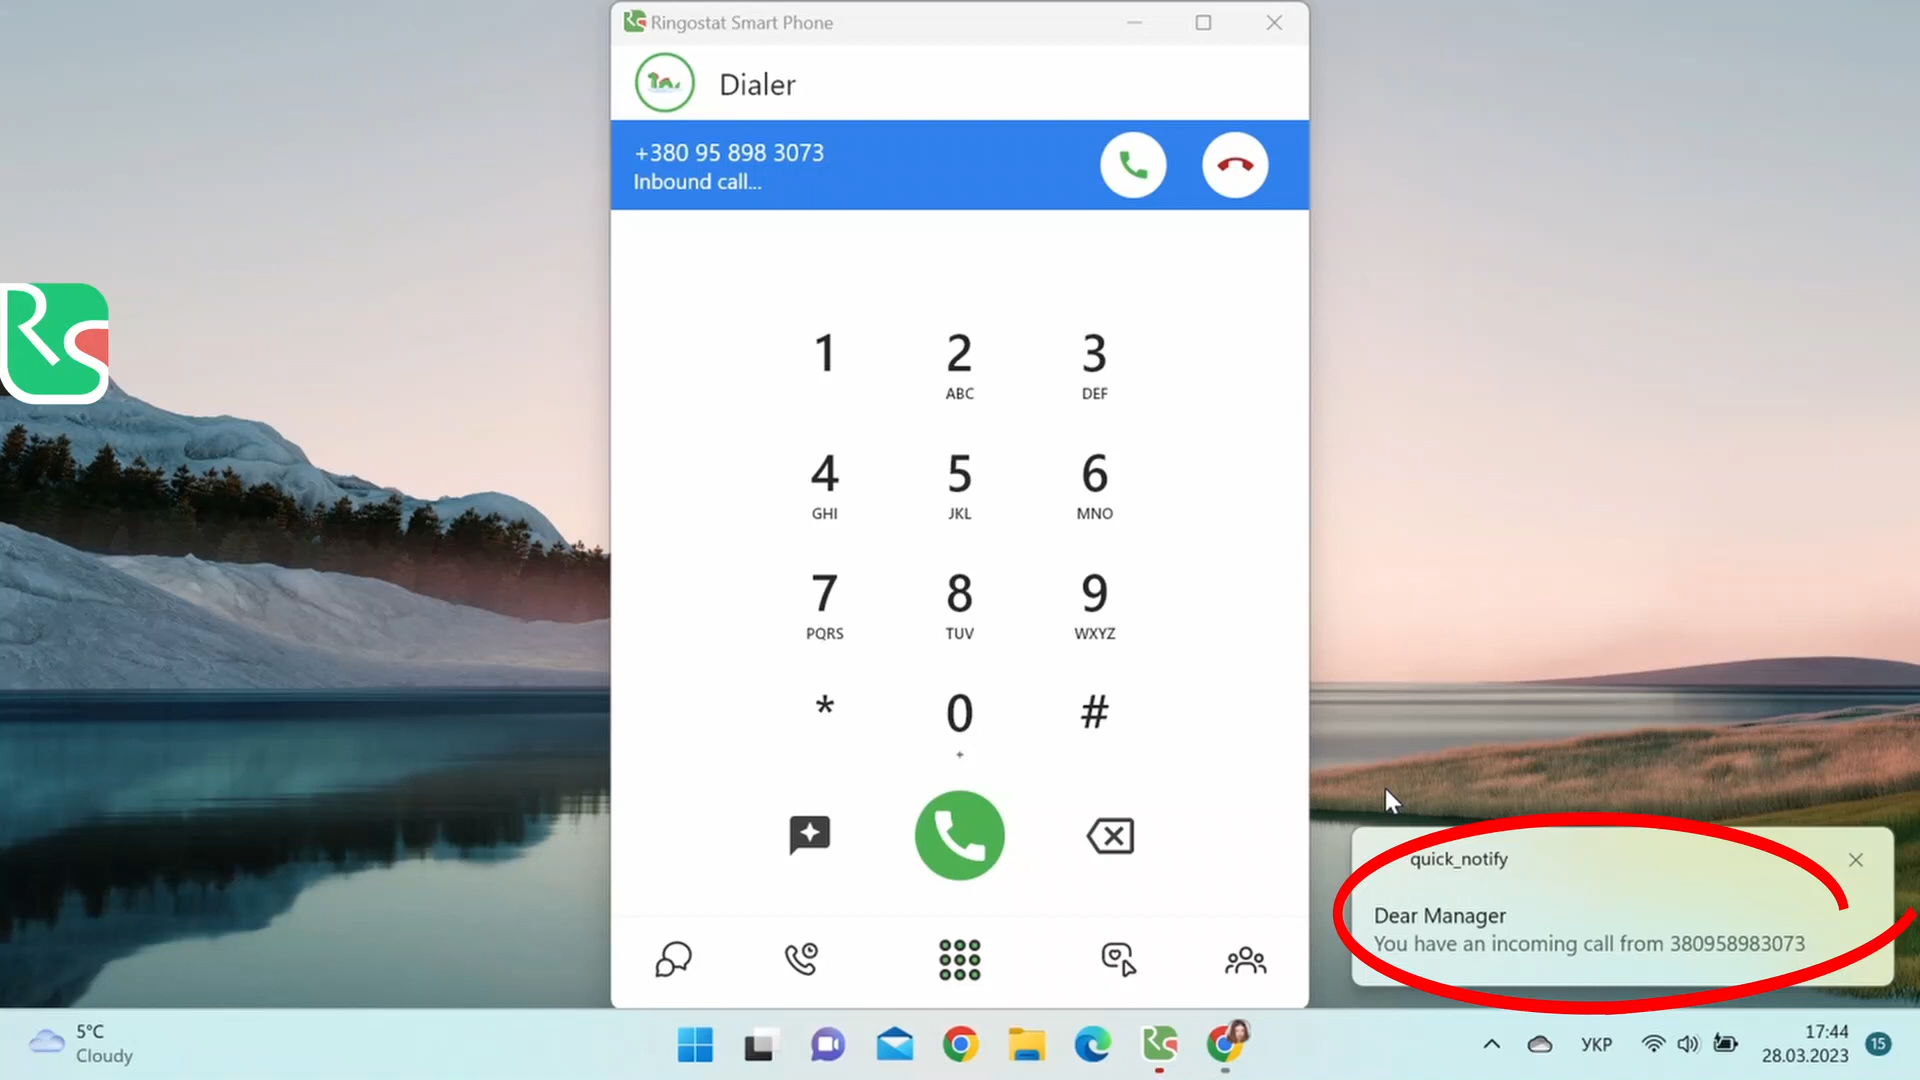 Ringostat Smart Phone
Dialer
+380 95 898 3073
Inbound call...
Rs
1
2
3
ABC
DEF
4
5
6
GHI
JKL
MNO
7
8
9
PQRS
TUV
WXYZ
*
0
#
+
quick_notify
Dear Manager
You have an incoming call from 380958983073
5°C
Cloudy
УКР
17:44
28.03.2023
15